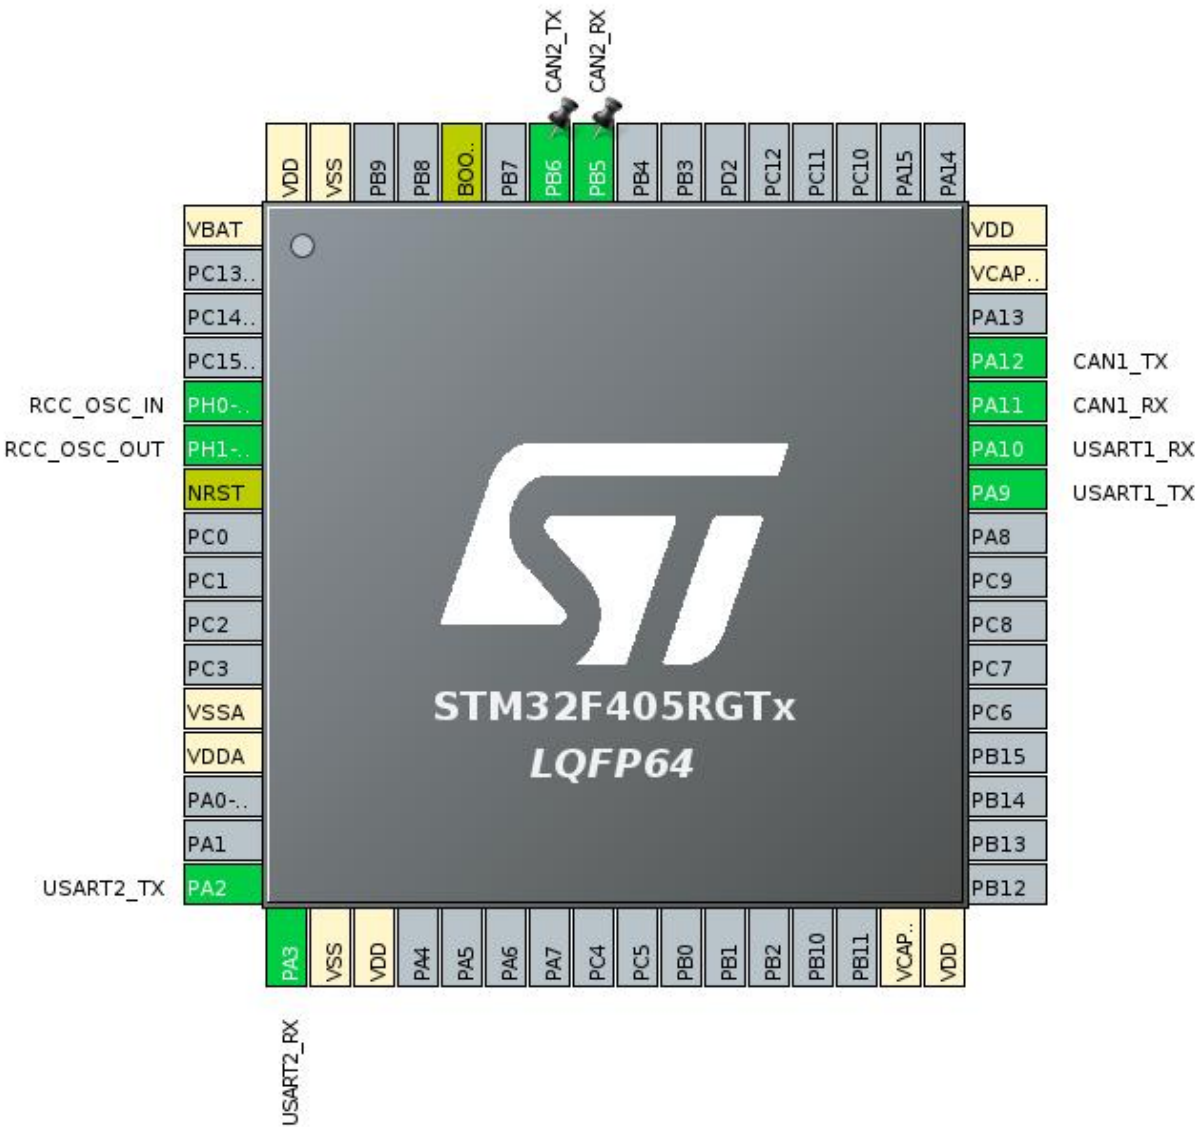 CAN2_TX
CAN2_RX
VDD
VSS
PB9
PB8
BOO..
PB7
PB6
PB5
PB4
PB3
PD2
PC12
PC11
PC10
PA15
PA14
VBAT
PC13..
PC14..
PC15..
RCC_OSC_IN PH0-..
RCC_OSC_OUT PH1-..
NRST
PC0
PC1
PC2
PC3
VSSA
VDDA
PA0-..
PA1
USART2_TX PA2
VDD
VCAP..
PA13
PA12 CAN1_TX
PA11 CAN1_RX
PA10 USART1_RX
PA9 USART1_TX
PA8
PC9
PC8
PC7
PC6
PB15
PB14
PB13
PB12
ST
STM32F405RGTx
LQFP64
PA3
VSS
VDD
PA4
PA5
PA6
PA7
PC4
PC5
PB0
PB1
PB2
PB10
PB11
VCAP..
VDD
USART2_RX